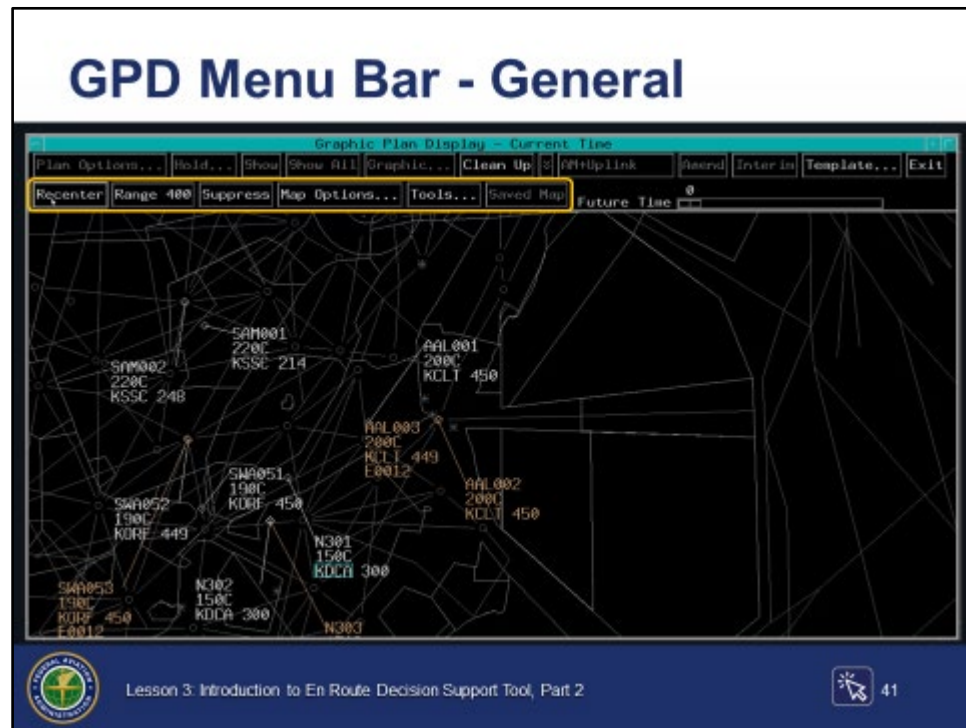 GPD Menu Bar - General
Graphic Plan Display - Current Time
Plan Options... Hold... Show Show All Graphic... Clean Up AM+Uplink Amend Interim Template... Exit
Recenter Range 400 Suppress Map Options... Tools... Saved Map Future Time 0
SAM001
220C
KSSC 214
SAM002
220C
KSSC 248
AAL001
200C
KCLT 450
AAL003
200C
KCLT 449
E0012
AAL002
200C
KCLT 450
SWA051
190C
KORF 450
SWA052
190C
KORF 449
N301
150C
KDCA 300
SWA053
190C
KORF 450
E0012
N302
150C
KDCA 300
N303
FEDERAL AVIATION ADMINISTRATION
Lesson 3: Introduction to En Route Decision Support Tool, Part 2
41